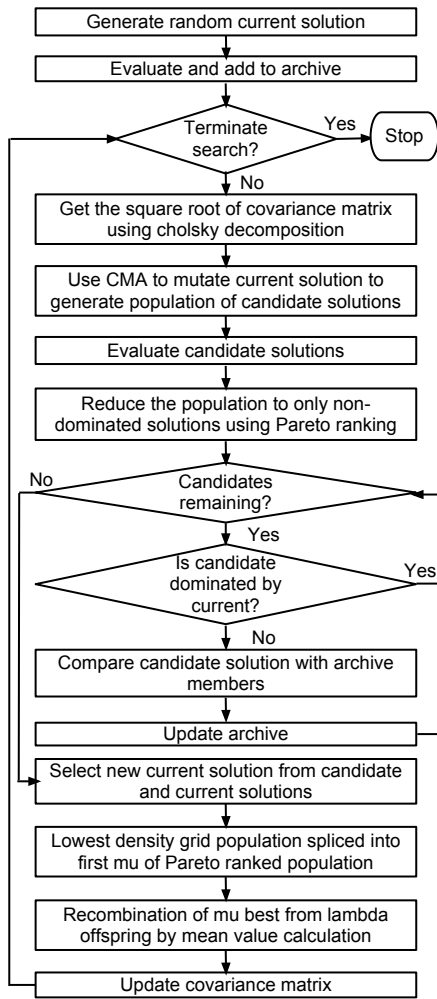 Generate random current solution
Evaluate and add to archive
Terminate
search?
Yes
Stop
No
Get the square root of covariance matrix
using cholsky decomposition
Use CMA to mutate current solution to
generate population of candidate solutions
Evaluate candidate solutions
Reduce the population to only non-
dominated solutions using Pareto ranking
No
Candidates
remaining?
Yes
Is candidate
dominated by
current?
Yes
No
Compare candidate solution with archive
members
Update archive
Select new current solution from candidate
and current solutions
Lowest density grid population spliced into
first mu of Pareto ranked population
Recombination of mu best from lambda
offspring by mean value calculation
Update covariance matrix